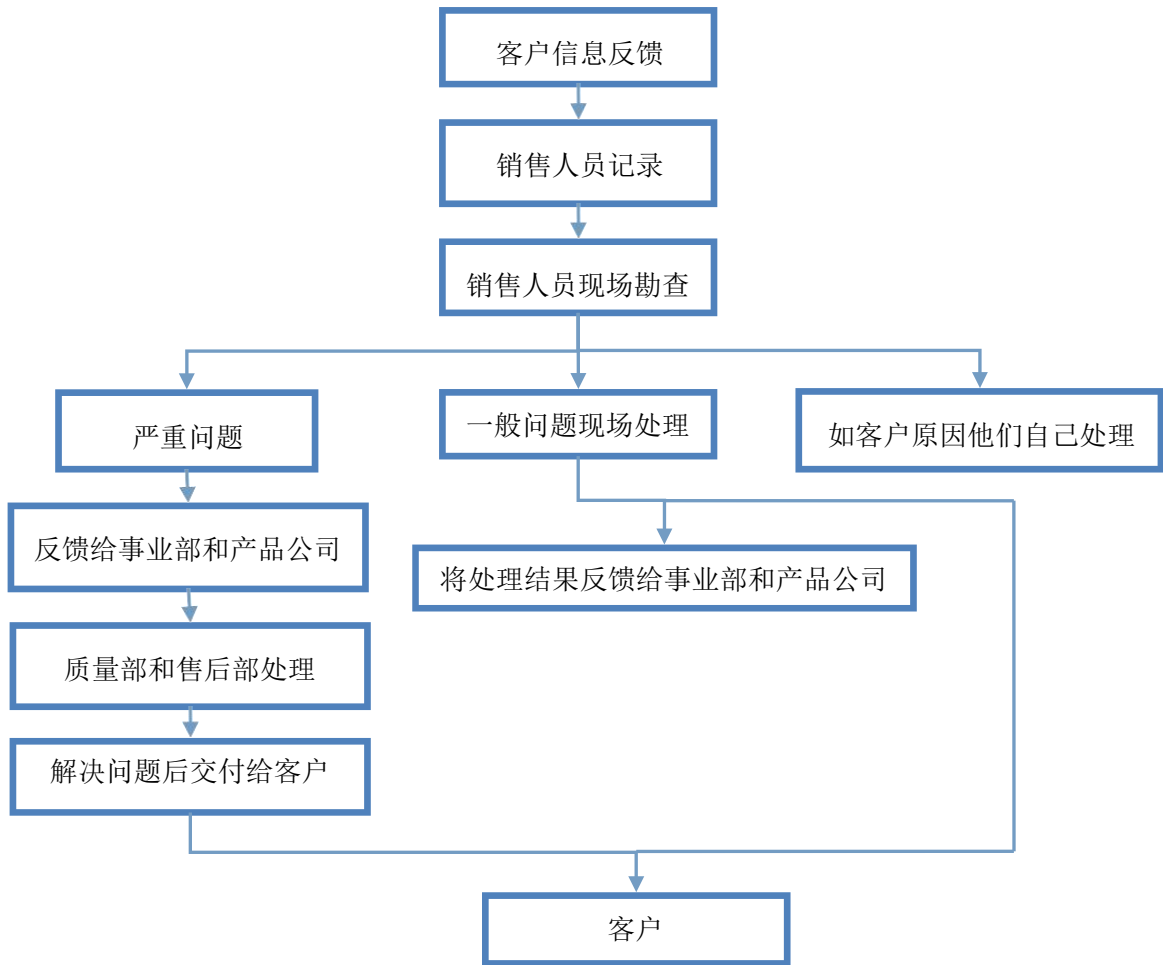 客户信息反馈
销售人员记录
销售人员现场勘查
严重问题
一般问题现场处理
如客户原因他们自己处理
反馈给事业部和产品公司
将处理结果反馈给事业部和产品公司
质量部和售后部处理
解决问题后交付给客户
客户